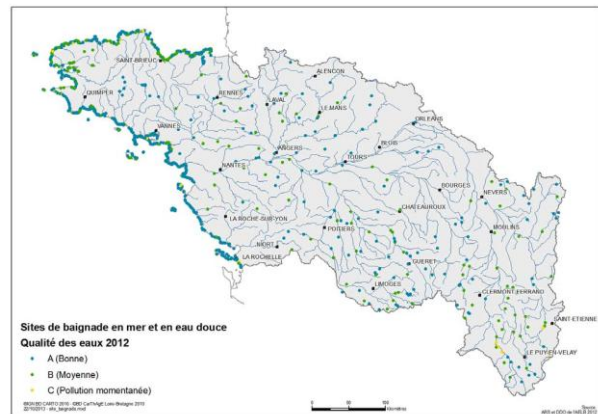 ALENÇON
SAINT-BRIEUC
QUIMPER
RENNES
LAVAL
LE MANS
ORLEANS
VANNES
BLOIS
ANGERS
TOURS
NANTES
BOURGES
NEVERS
CHATEAUROUX
LA ROCHE-SUR-YON
POITIERS
MOULINS
NIORT
LA ROCHELLE
GUERET
LIMOGES
CLERMONT-FERRAND
SAINT-ETIENNE
LE PUY-EN-VELAY
Sites de baignade en mer et en eau douce
Qualité des eaux 2012
A (Bonne)
B (Moyenne)
C (Pollution momentanée)
Kilomètres